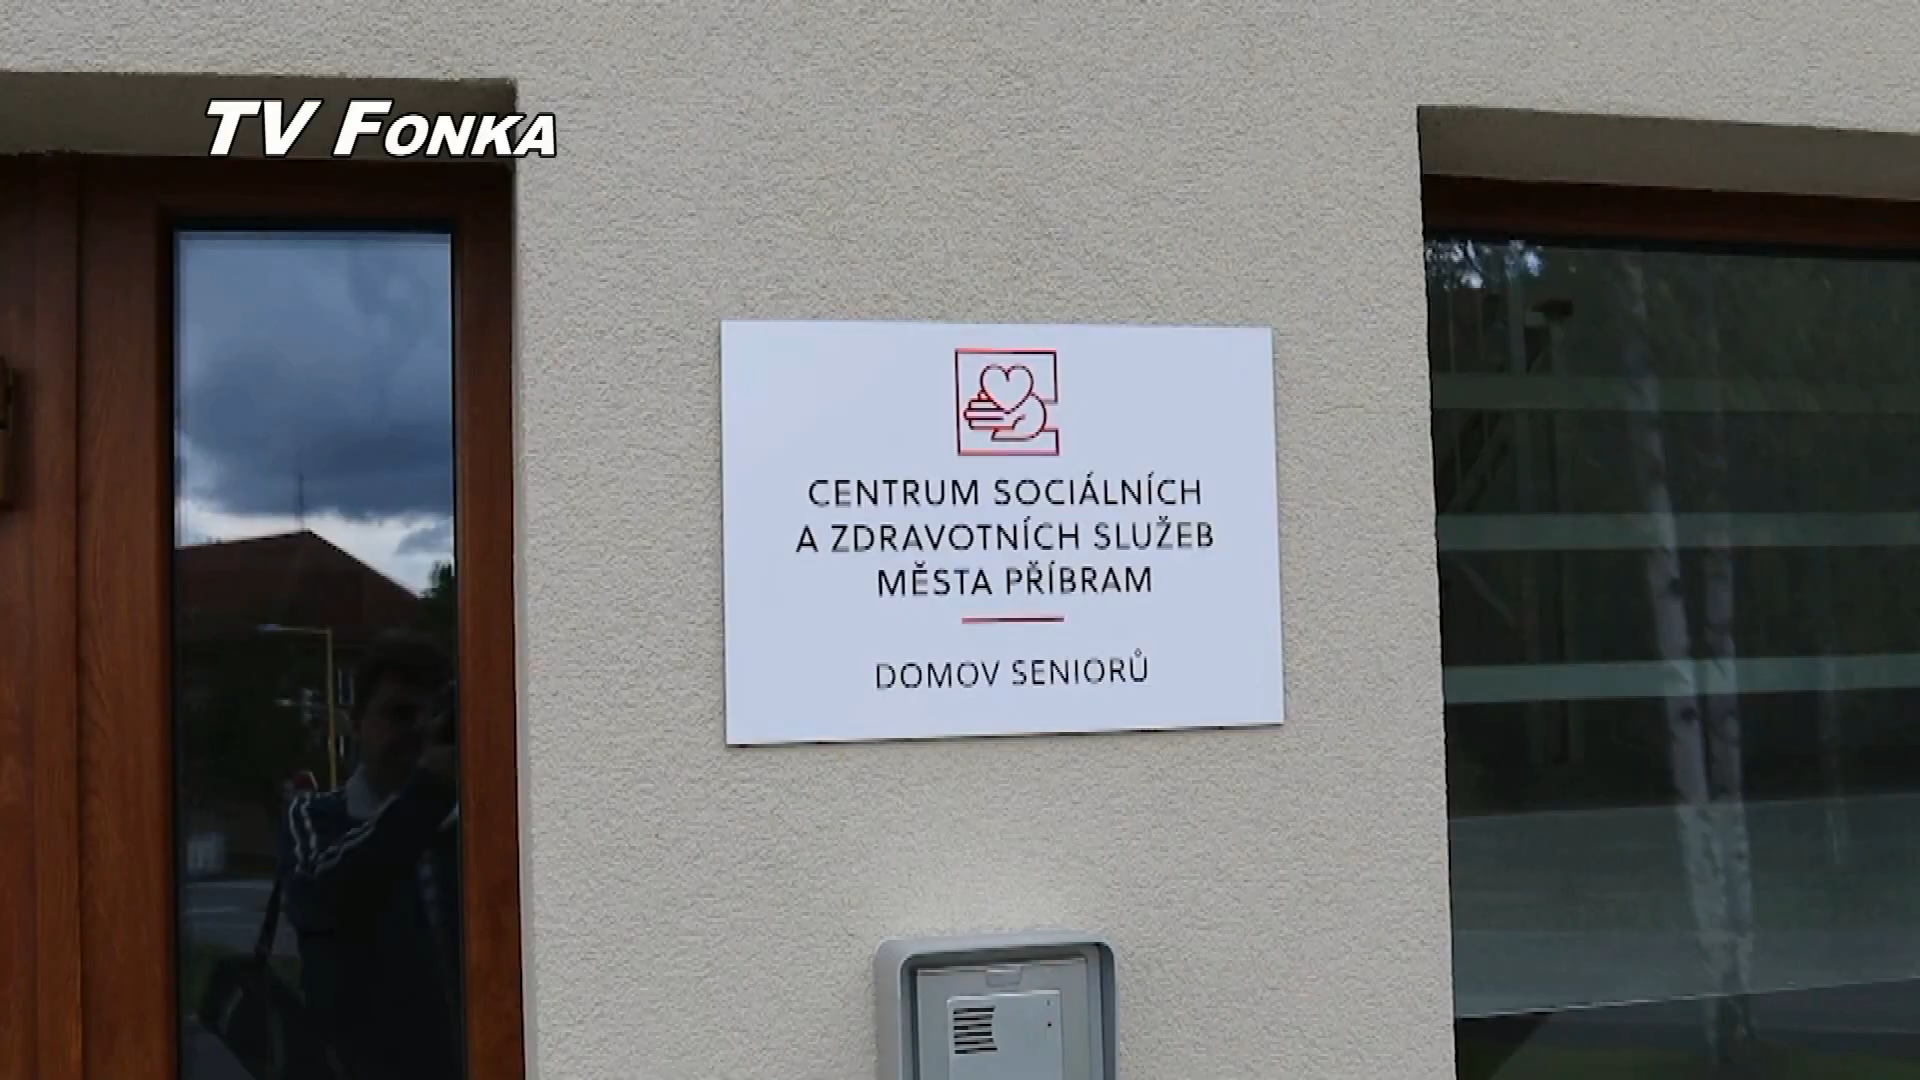 TV FONKA
CENTRUM SOCIÁLNÍCH
A ZDRAVOTNÍCH SLUŽEB
MĚSTA PŘÍBRAM
DOMOV SENIORŮ